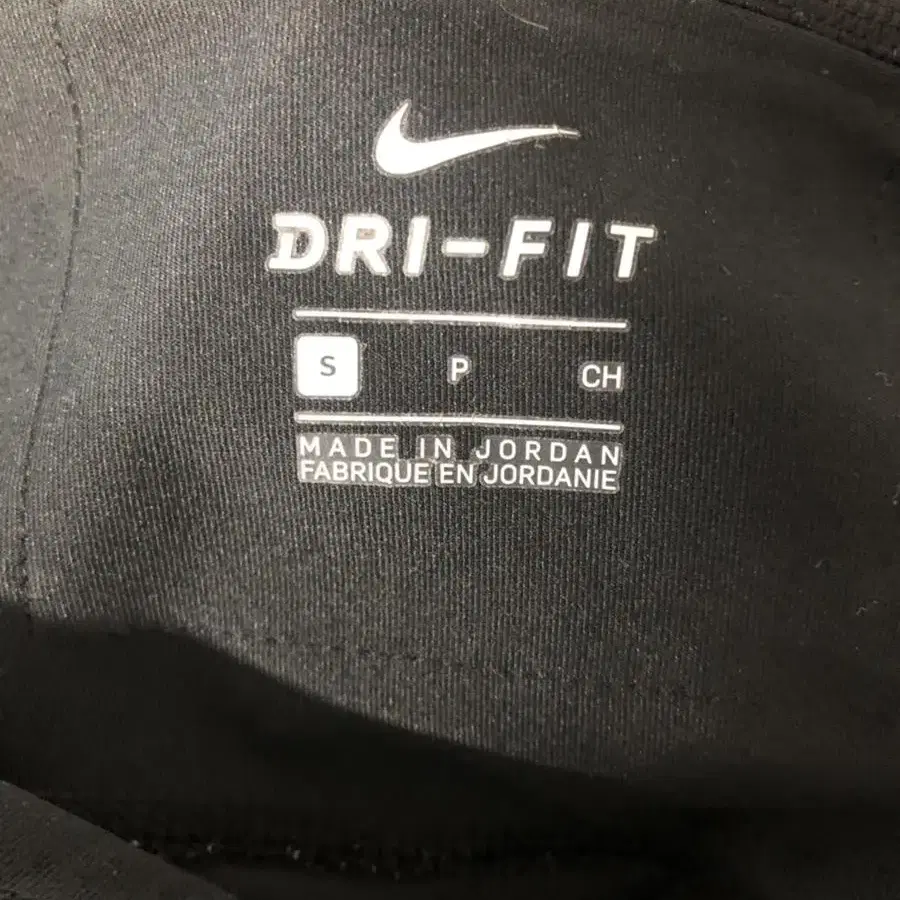 DRI-FIT
S P CH
MADE IN JORDAN
FABRIQUE EN JORDANIE